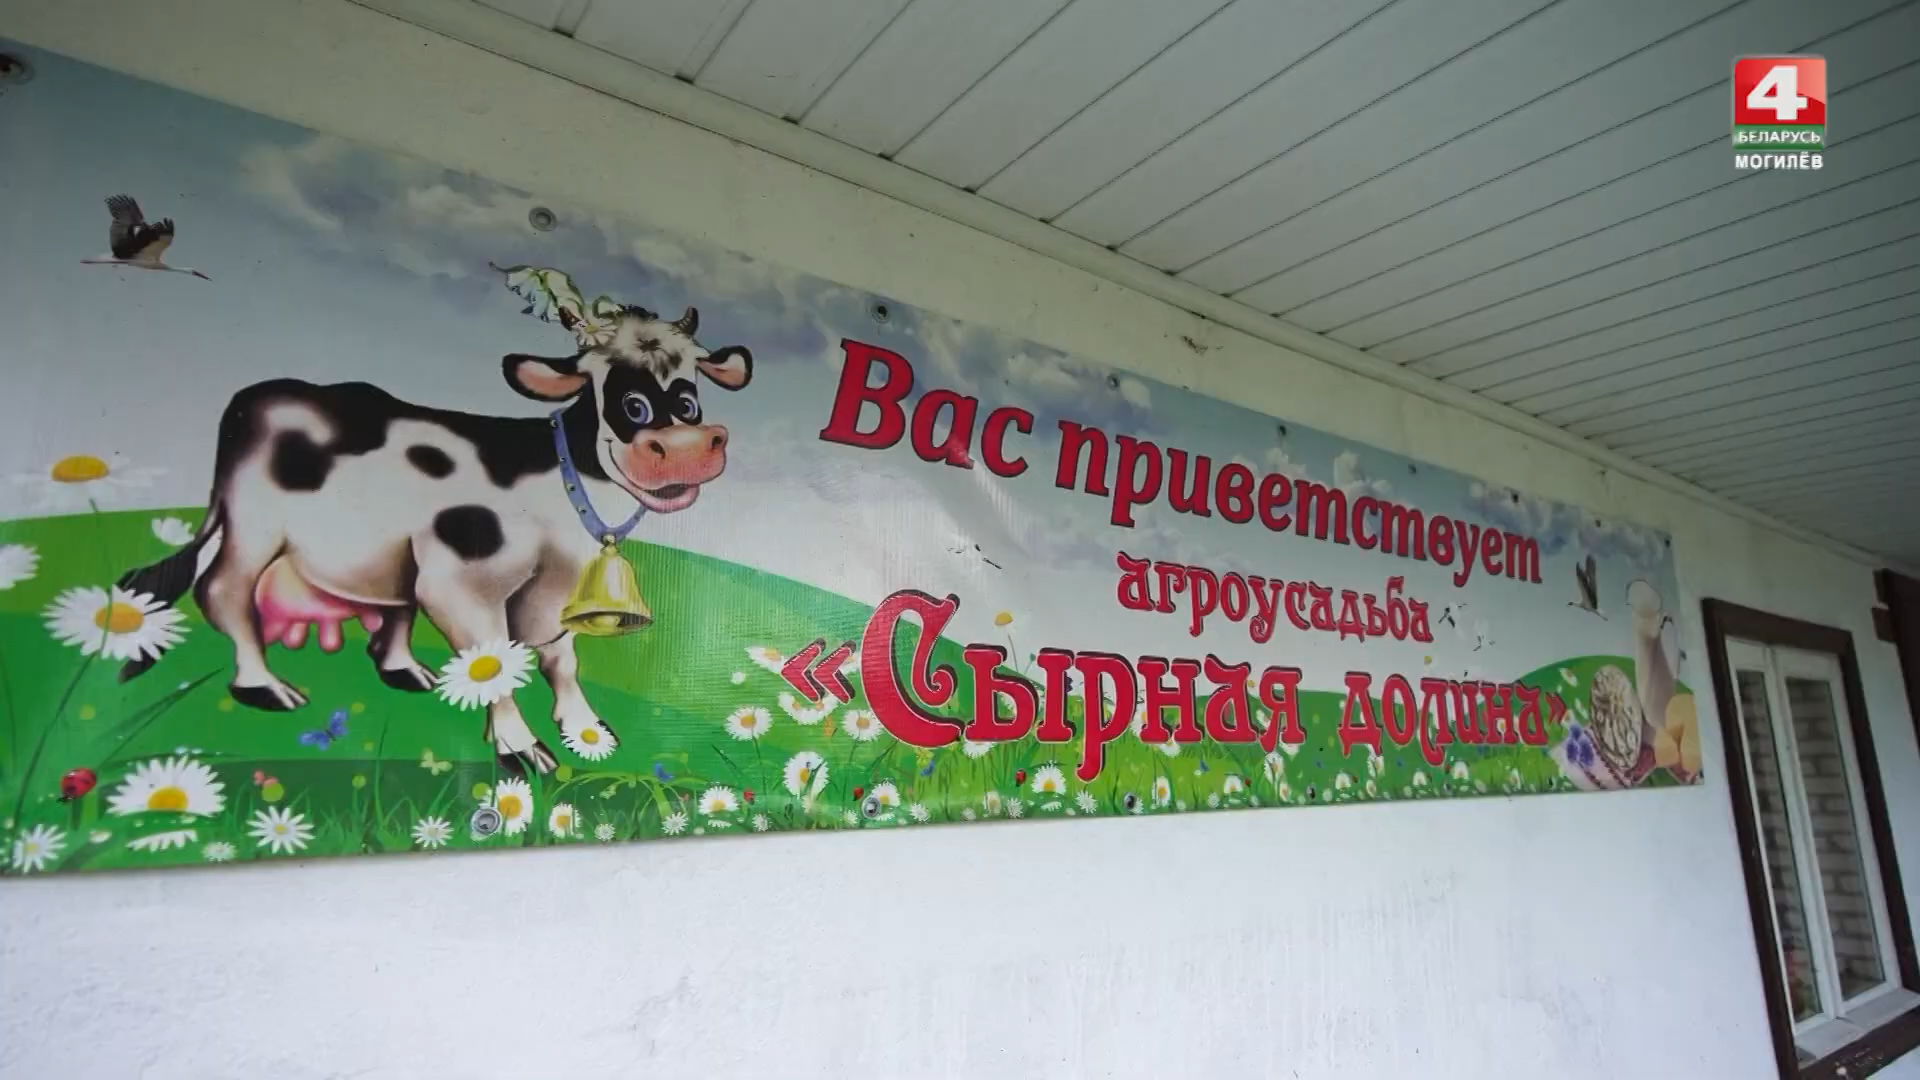 4
БЕЛАРУСЬ
МОГИЛЁВ
Вас приветствует
агроусадьба
«Сырная долина»